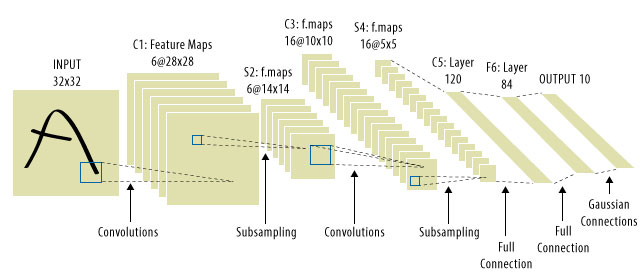 INPUT
32x32
C1: Feature Maps
6@28x28
S2: f.maps
6@14x14
C3: f.maps
16@10x10
S4: f.maps
16@5x5
C5: Layer
120
F6: Layer
84
OUTPUT 10
Convolutions
Subsampling
Convolutions
Subsampling
Full
Connection
Full
Connection
Gaussian
Connections
A